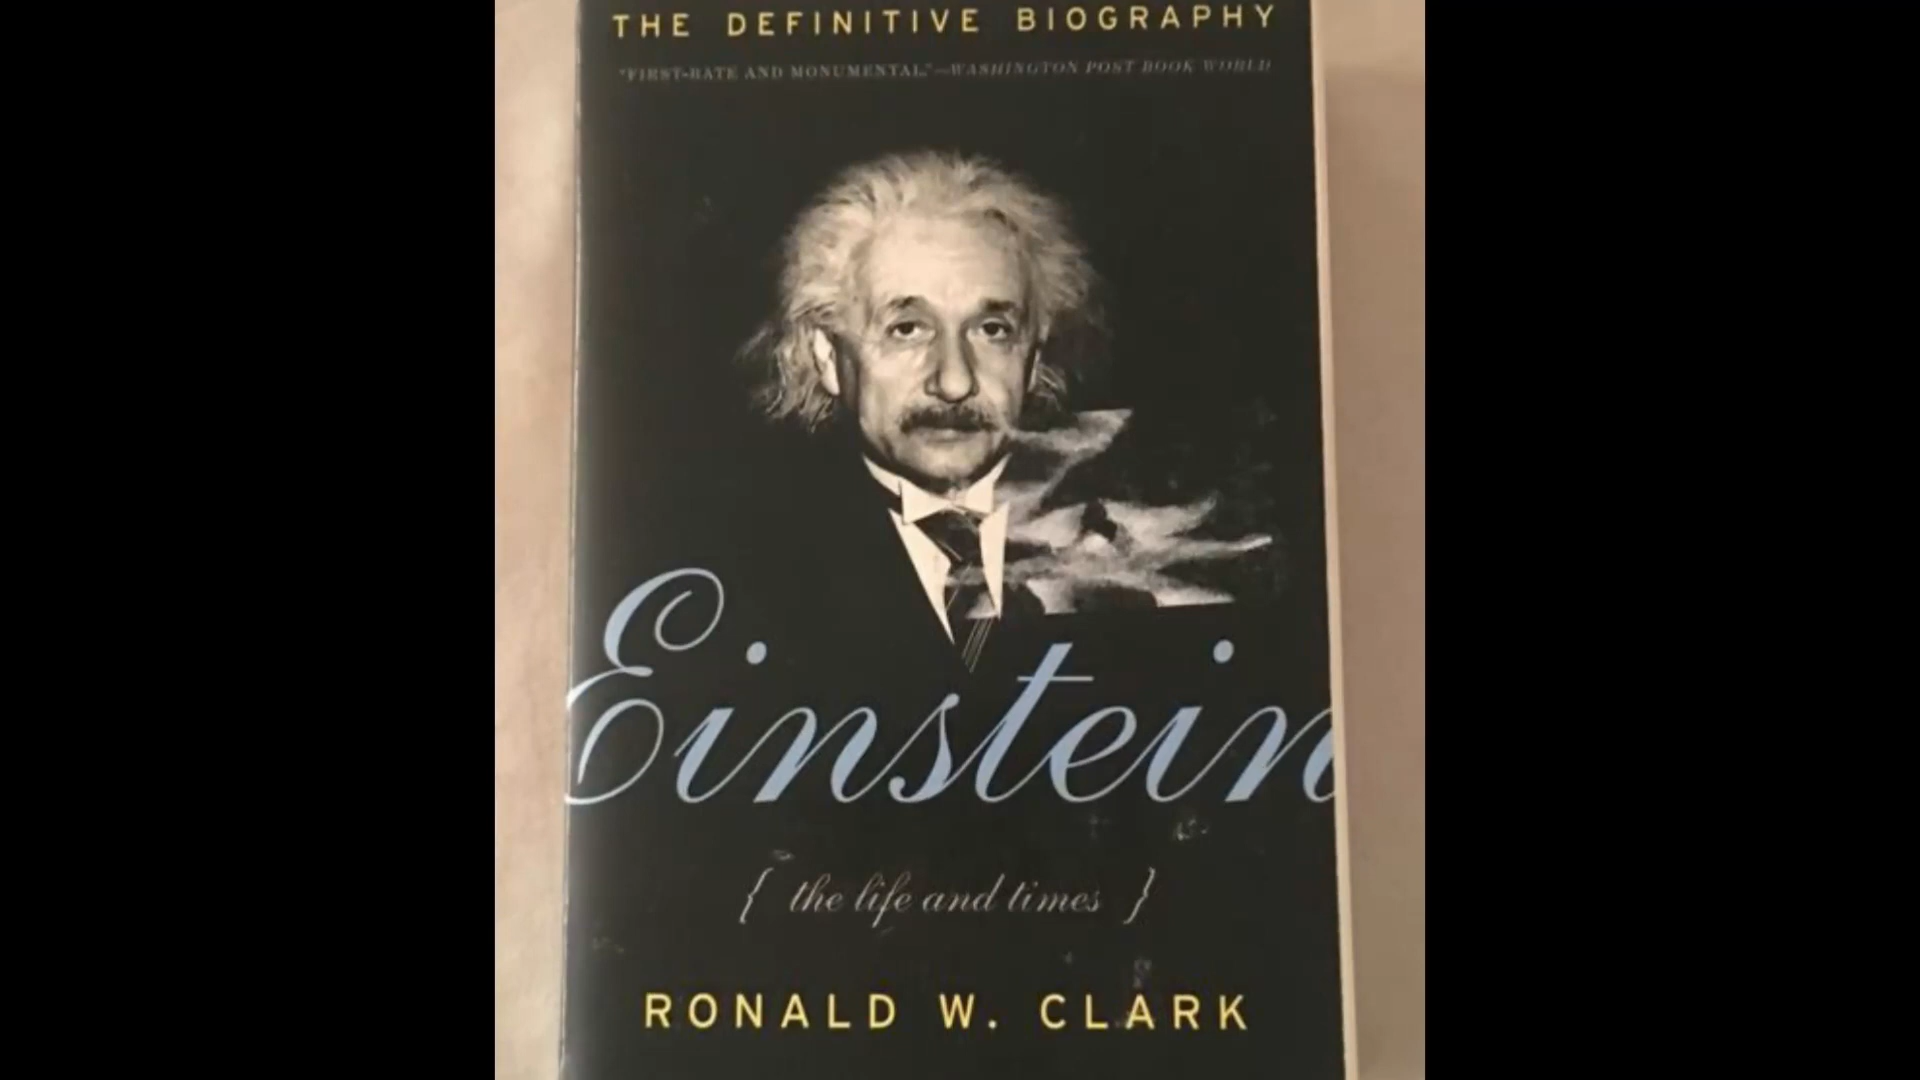 THE DEFINITIVE BIOGRAPHY
"FIRST-RATE AND MONUMENTAL."—WASHINGTON POST BOOK WORLD
Einstein
{ the life and times }
RONALD W. CLARK